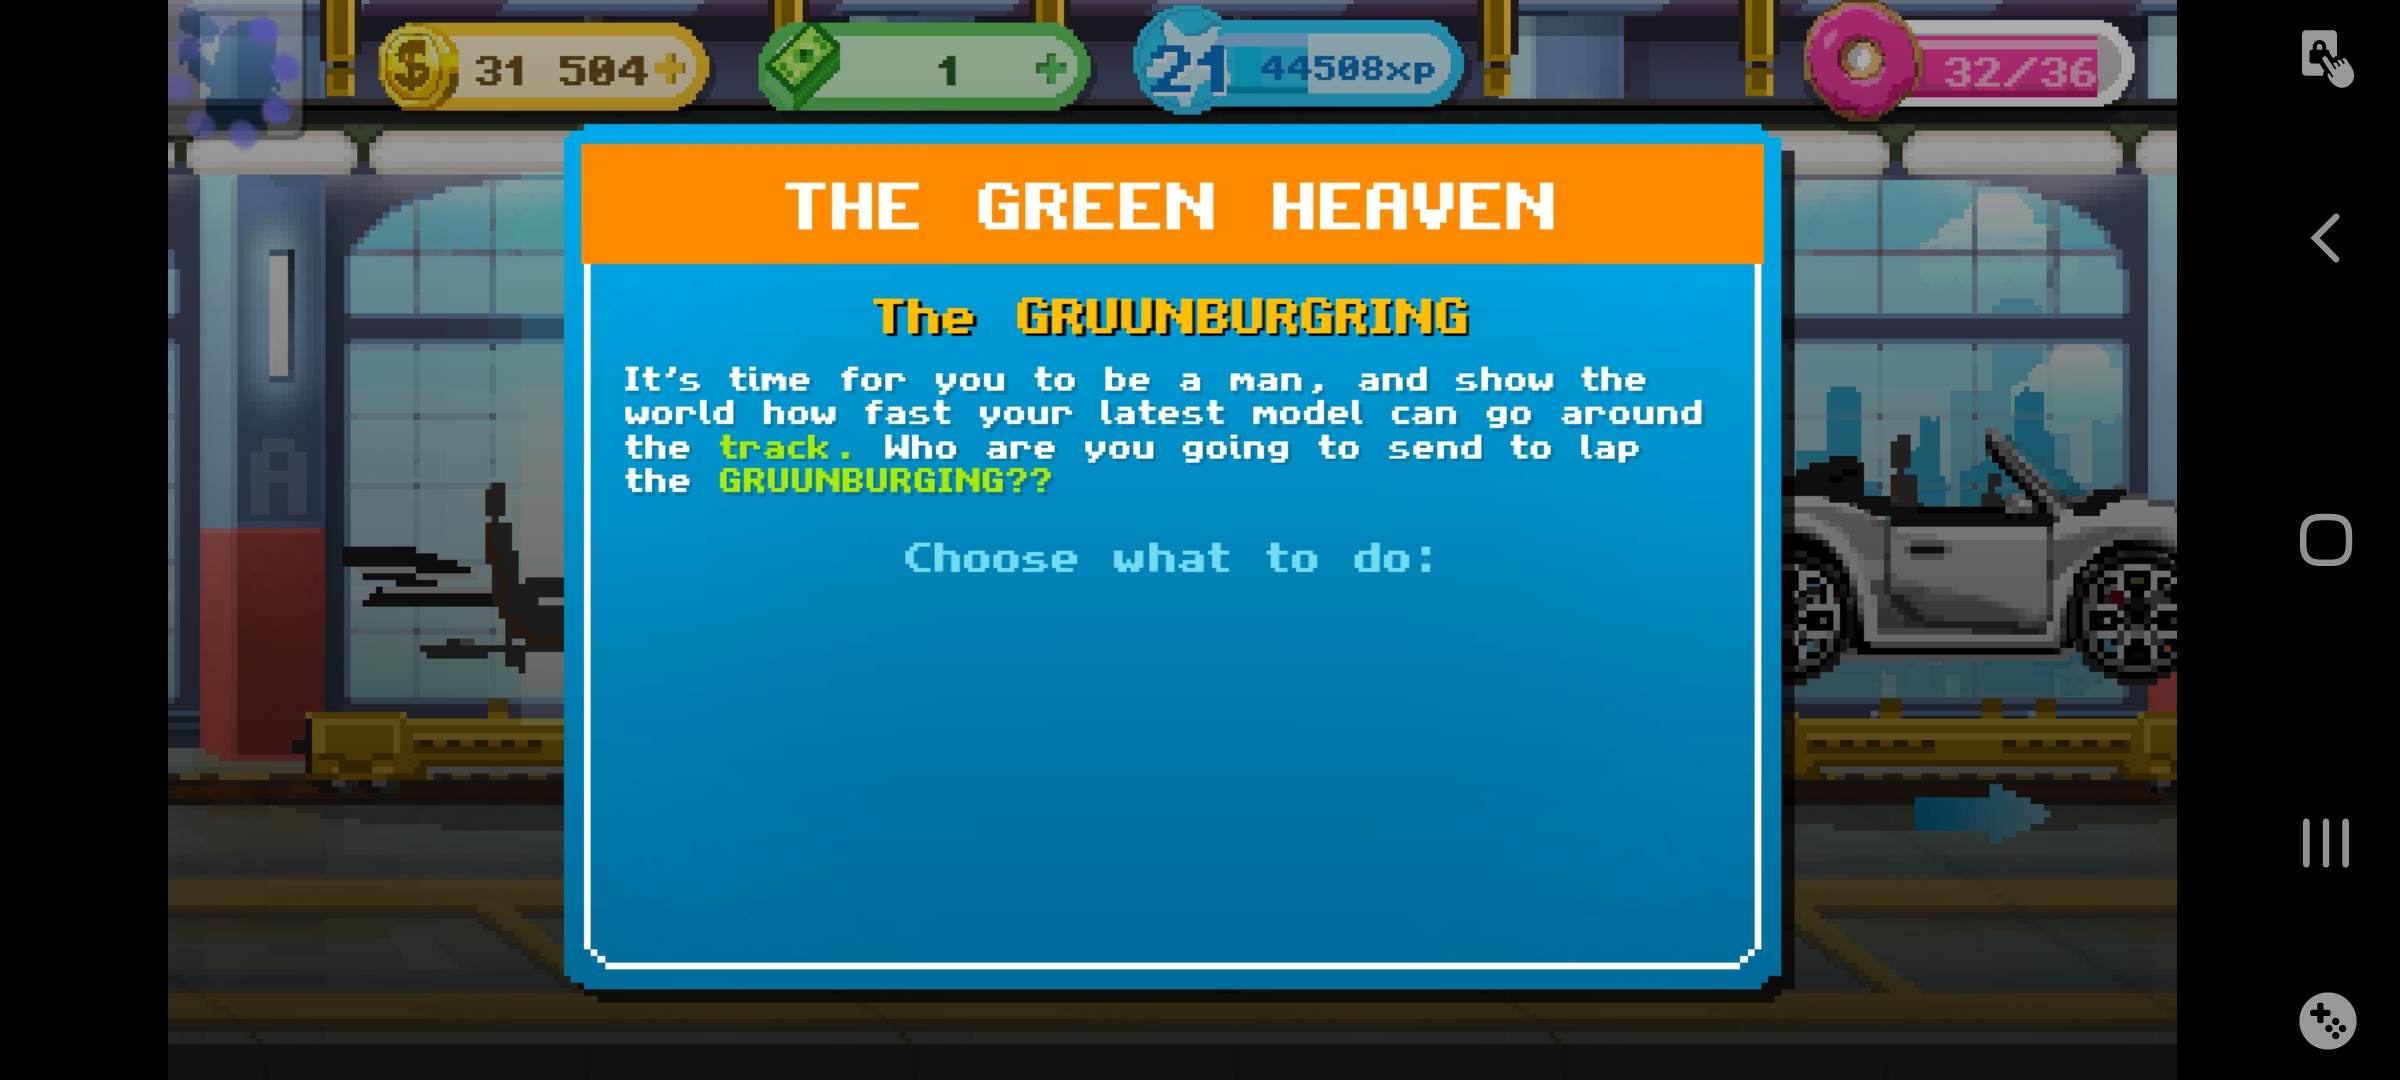 31 504
1
21 44508xp
32/36
THE GREEN HEAVEN
The GRUUNBURGRING
It's time for you to be a man, and show the
world how fast your latest model can go around
the track. Who are you going to send to lap
the GRUUNBURGING??
Choose what to do:
A